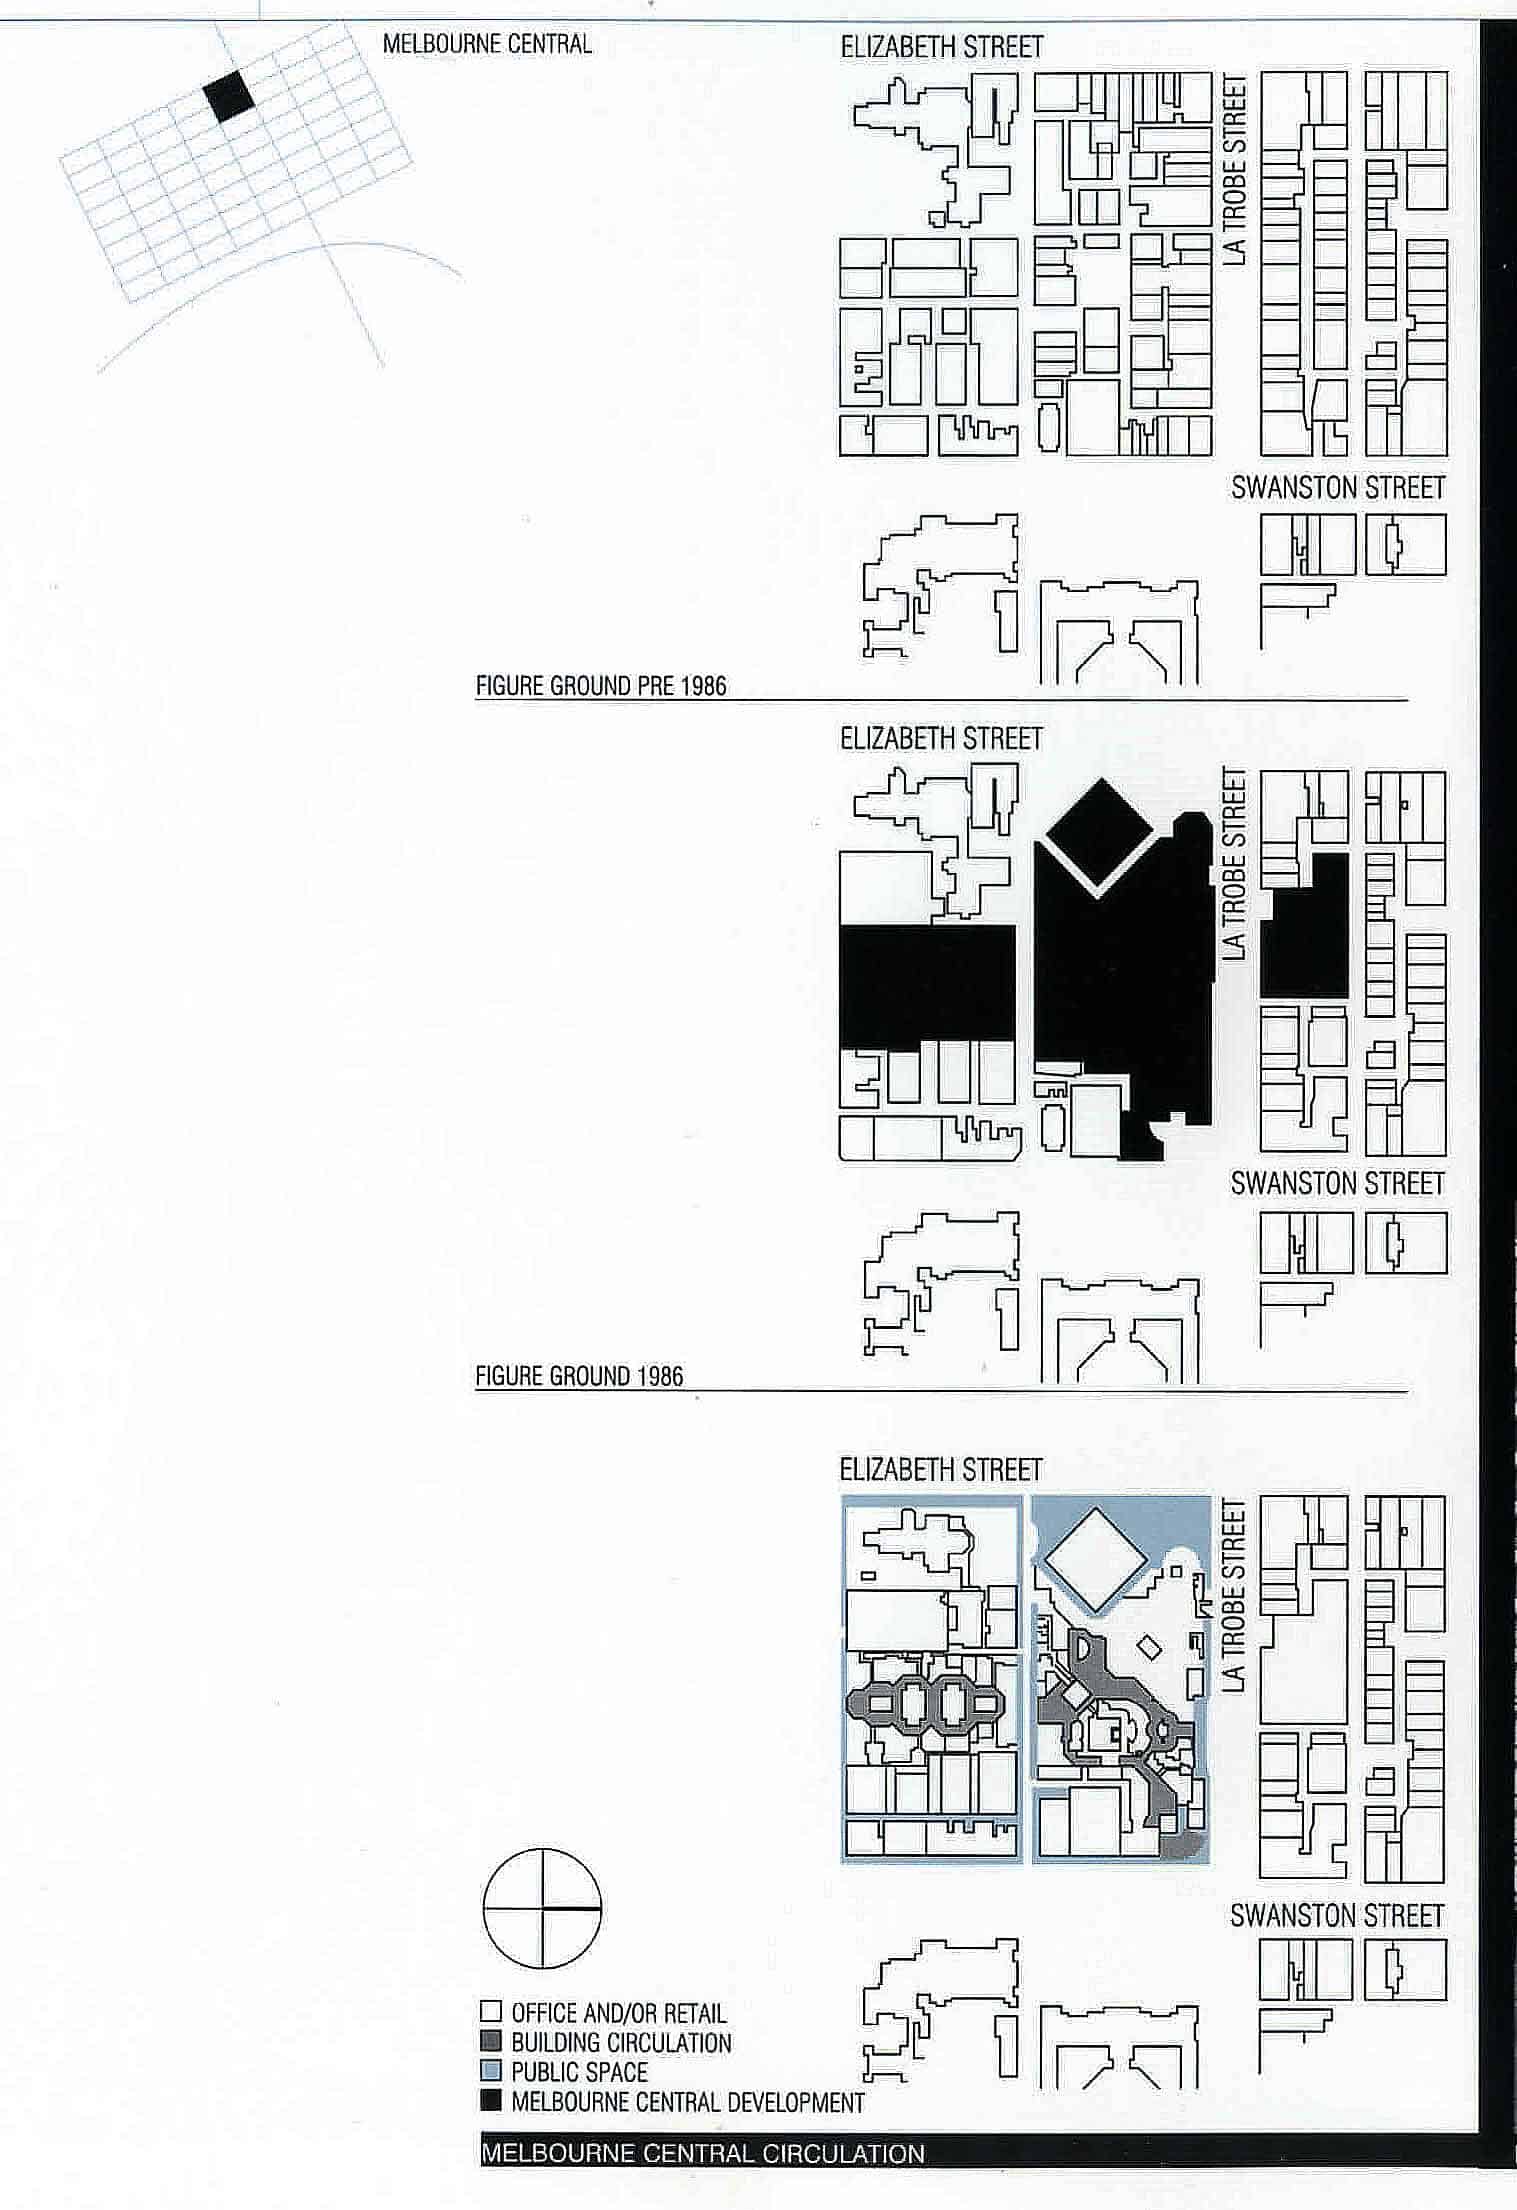 MELBOURNE CENTRAL
ELIZABETH STREET
LA TROBE STREET
SWANSTON STREET
FIGURE GROUND PRE 1986
ELIZABETH STREET
LA TROBE STREET
SWANSTON STREET
FIGURE GROUND 1986
ELIZABETH STREET
LA TROBE STREET
SWANSTON STREET
OFFICE AND/OR RETAIL
BUILDING CIRCULATION
PUBLIC SPACE
MELBOURNE CENTRAL DEVELOPMENT
MELBOURNE CENTRAL CIRCULATION